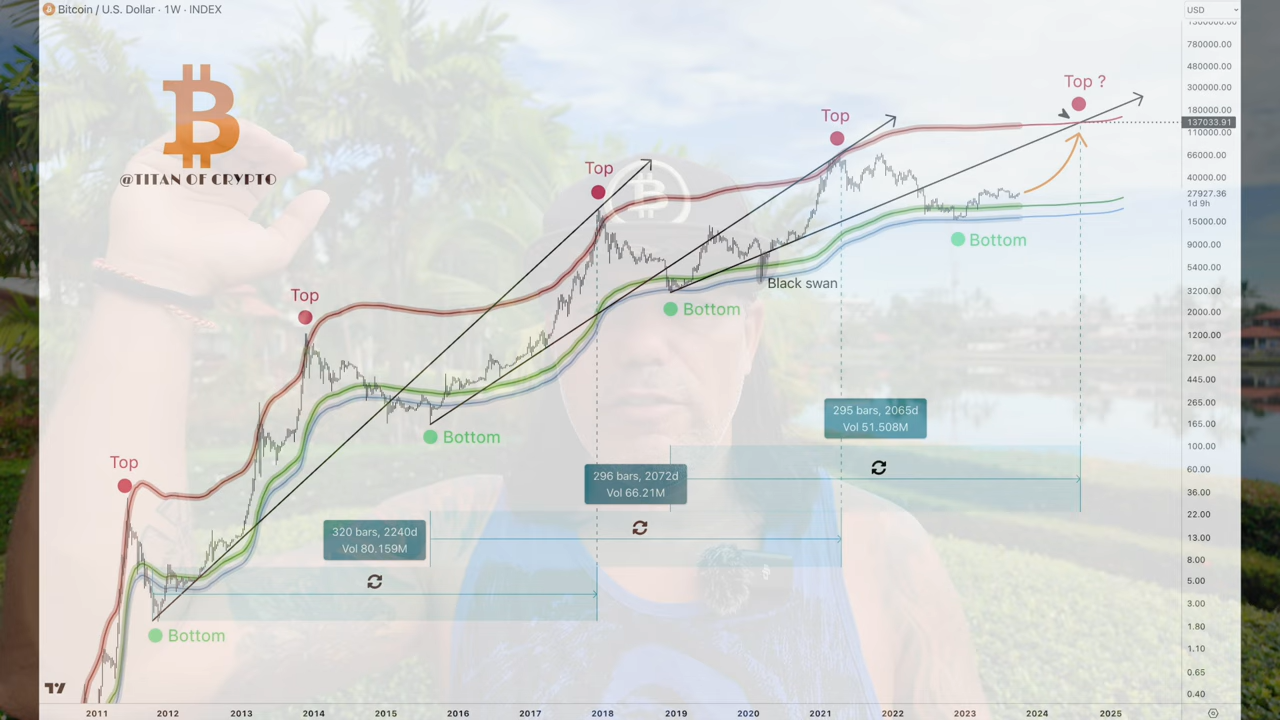 Bitcoin / U.S. Dollar · 1W · INDEX
USD
@TITAN OF CRYPTO
780000.00
480000.00
300000.00
180000.00
137033.91
110000.00
66000.00
40000.00
27927.36
1d 9h
15000.00
9000.00
5400.00
3200.00
2000.00
1200.00
720.00
445.00
265.00
165.00
100.00
60.00
36.00
22.00
13.00
8.00
5.00
3.00
1.80
1.10
0.65
0.40
Top ?
Top
Top
Top
Top
Bottom
Black swan
Bottom
Bottom
Bottom
295 bars, 2065d
Vol 51.508M
296 bars, 2072d
Vol 66.21M
320 bars, 2240d
Vol 80.159M
2011 2012 2013 2014 2015 2016 2017 2018 2019 2020 2021 2022 2023 2024 2025